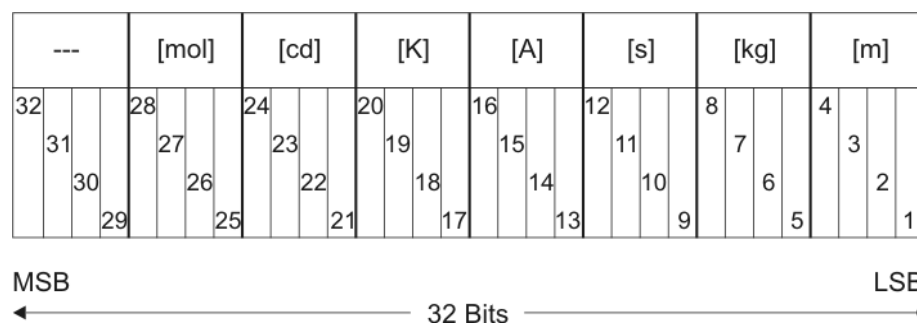 --- [mol] [cd] [K] [A] [s] [kg] [m]
32 28 24 20 16 12 8 4
31 27 23 19 15 11 7 3
30 26 22 18 14 10 6 2
29 25 21 17 13 9 5 1
MSB LSB
32 Bits